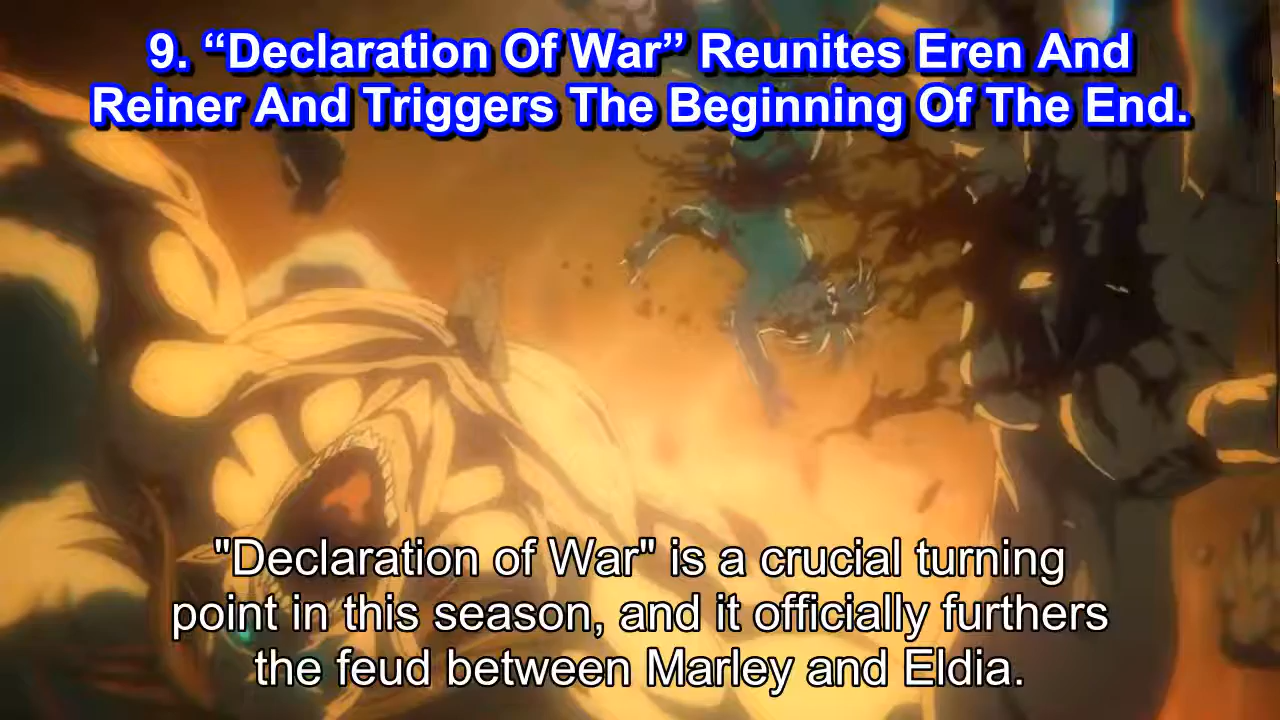 9. “Declaration Of War” Reunites Eren And
Reiner And Triggers The Beginning Of The End.
"Declaration of War" is a crucial turning
point in this season, and it officially furthers
the feud between Marley and Eldia.